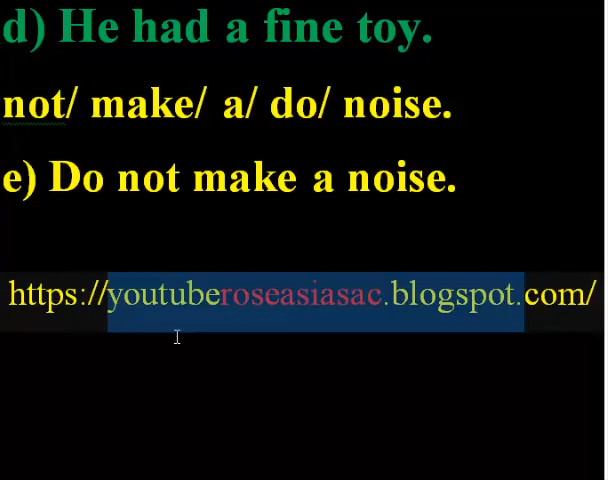 d) He had a fine toy.
not/ make/ a/ do/ noise.
e) Do not make a noise.
https://youtuberoseasiasac.blogspot.com/